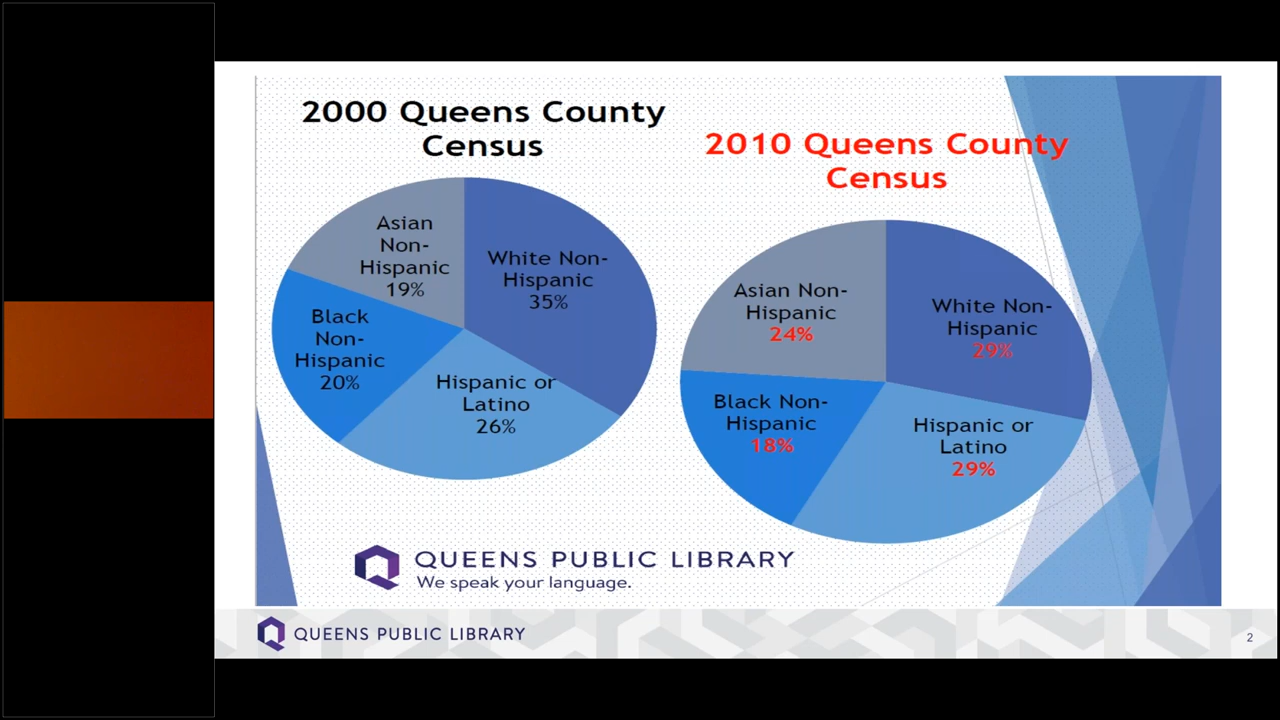 2000 Queens County
Census
Asian
Non-
Hispanic
19%
White Non-
Hispanic
35%
Black
Non-
Hispanic
20%
Hispanic or
Latino
26%
2010 Queens County
Census
Asian Non-
Hispanic
24%
White Non-
Hispanic
29%
Black Non-
Hispanic
18%
Hispanic or
Latino
29%
QUEENS PUBLIC LIBRARY
We speak your language.
QUEENS PUBLIC LIBRARY
2